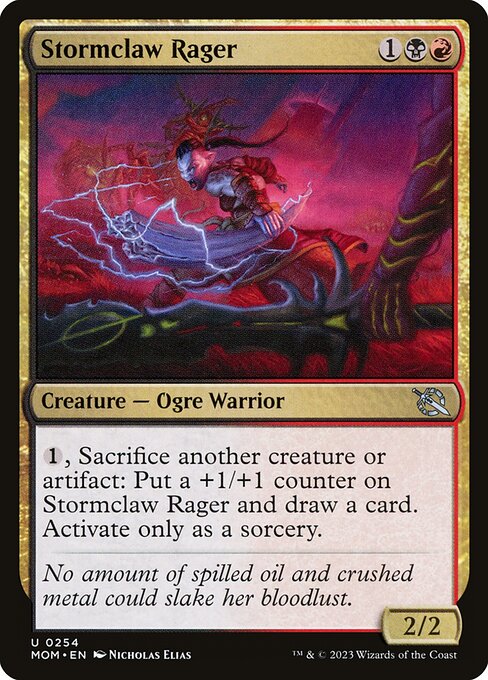 Stormclaw Rager 1
Creature — Ogre Warrior
1, Sacrifice another creature or
artifact: Put a +1/+1 counter on
Stormclaw Rager and draw a card.
Activate only as a sorcery.
No amount of spilled oil and crushed
metal could slake her bloodlust.
2/2
U 0254
MOM • EN Nicholas Elias
™ & © 2023 Wizards of the Coast